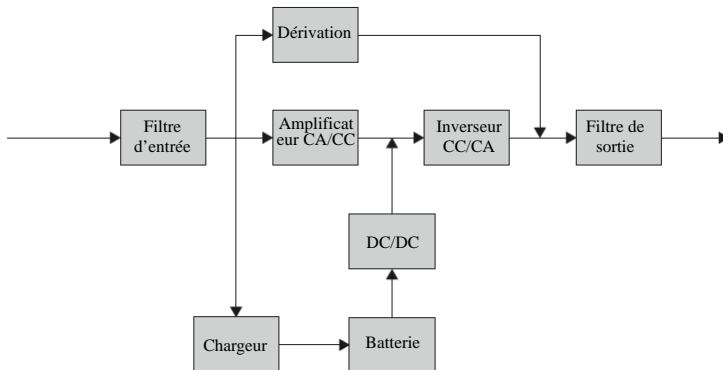 Dérivation
Filtre
d’entrée
Amplificat
eur CA/CC
Inverseur
CC/CA
Filtre de
sortie
DC/DC
Chargeur
Batterie